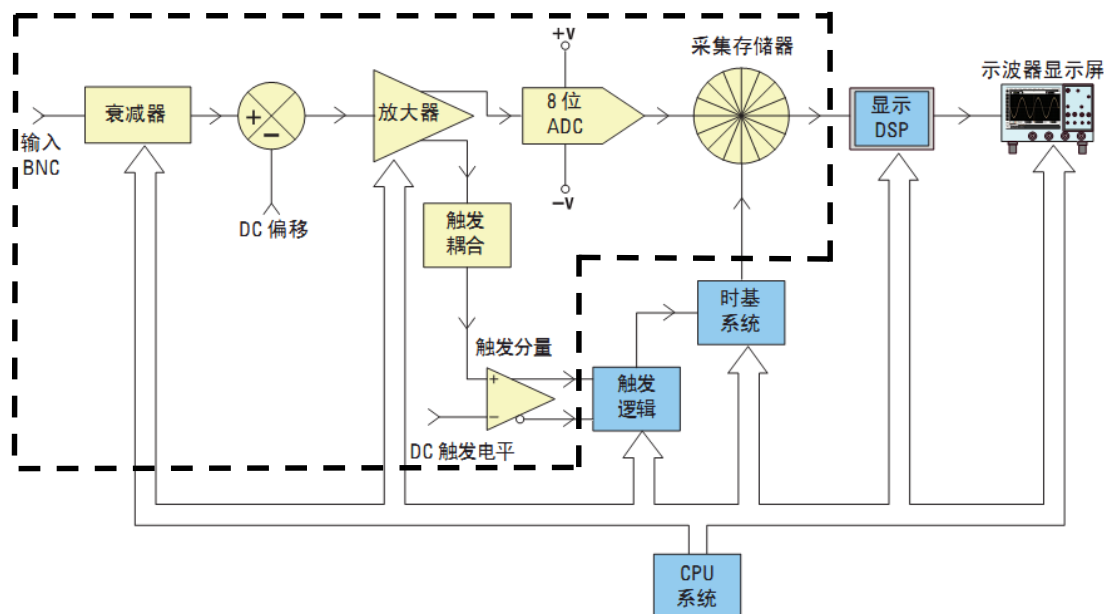 +V
采集存储器
示波器显示屏
衰减器
+
-
放大器
8 位
ADC
显示
DSP
输入
BNC
-V
DC 偏移
触发
耦合
时基
系统
触发分量
+
-
触发
逻辑
DC 触发电平
CPU
系统